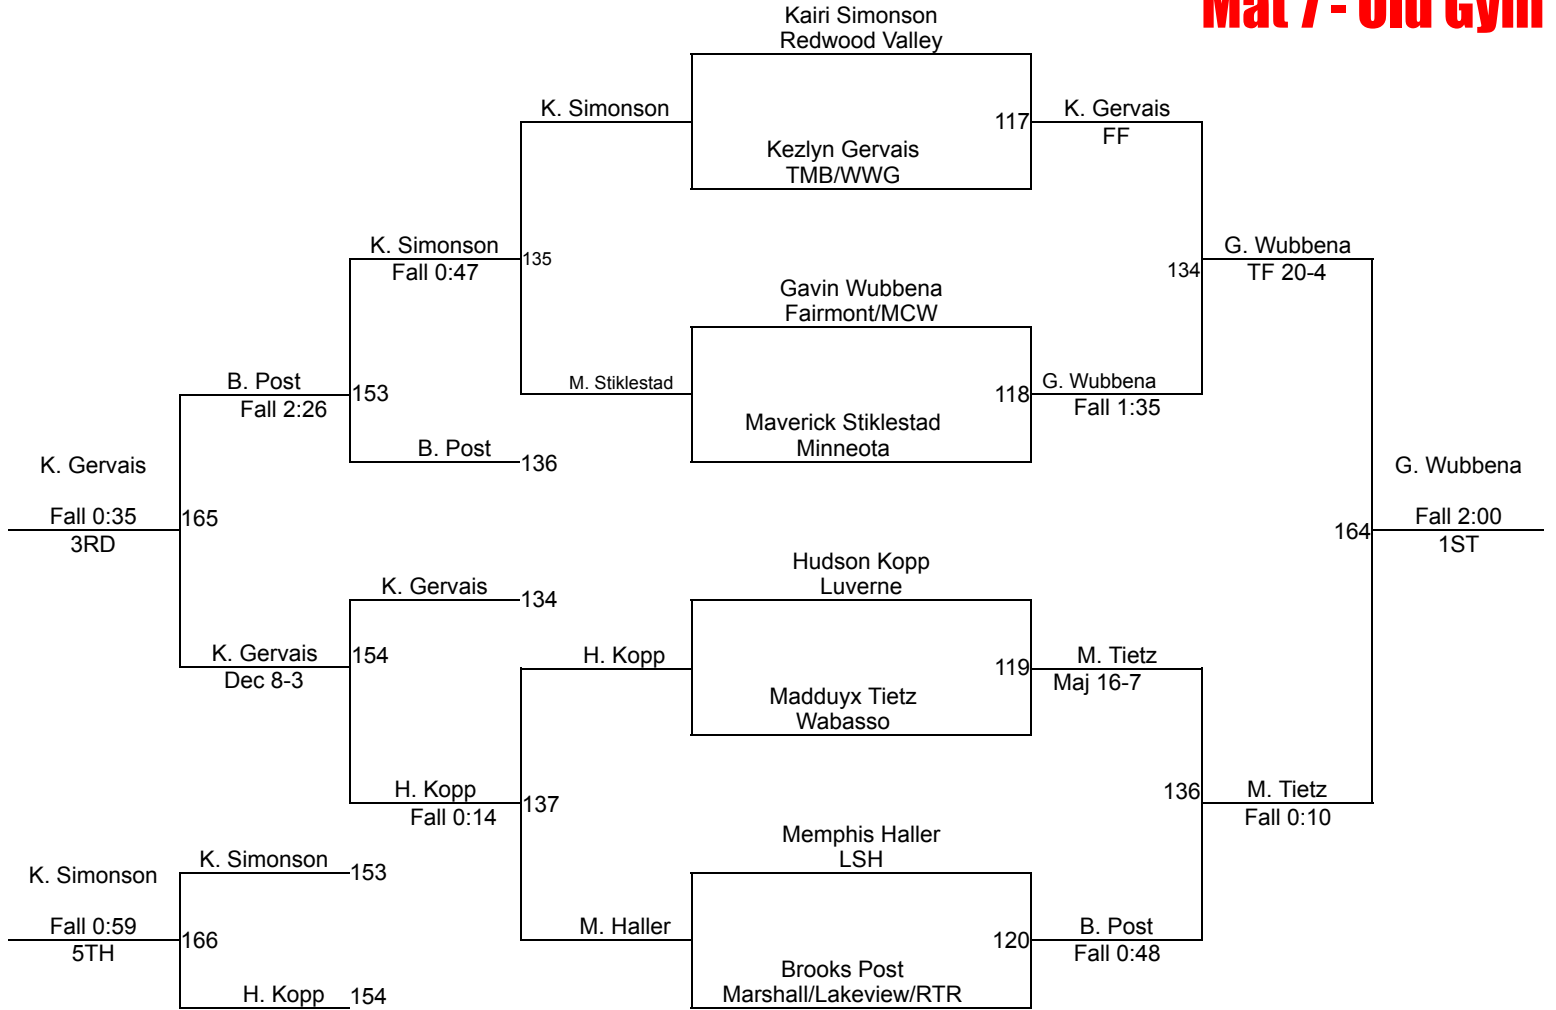 Mat 7 - Old Gym
Kairi Simonson
Redwood Valley
K. Simonson
117
K. Gervais
FF
Kezlyn Gervais
TMB/WWG
K. Simonson
Fall 0:47
135
134
G. Wubbena
TF 20-4
Gavin Wubbena
Fairmont/MCW
B. Post
Fall 2:26
153
M. Stiklestad
118
G. Wubbena
Fall 1:35
Maverick Stiklestad
Minneota
B. Post
136
K. Gervais
Fall 0:35
3RD
165
G. Wubbena
164
Fall 2:00
1ST
Hudson Kopp
Luverne
K. Gervais
134
K. Gervais
Dec 8-3
154
H. Kopp
119
M. Tietz
Maj 16-7
Madduyx Tietz
Wabasso
H. Kopp
Fall 0:14
137
136
M. Tietz
Fall 0:10
Memphis Haller
LSH
K. Simonson
153
K. Simonson
Fall 0:59
5TH
166
M. Haller
120
B. Post
Fall 0:48
Brooks Post
Marshall/Lakeview/RTR
H. Kopp
154